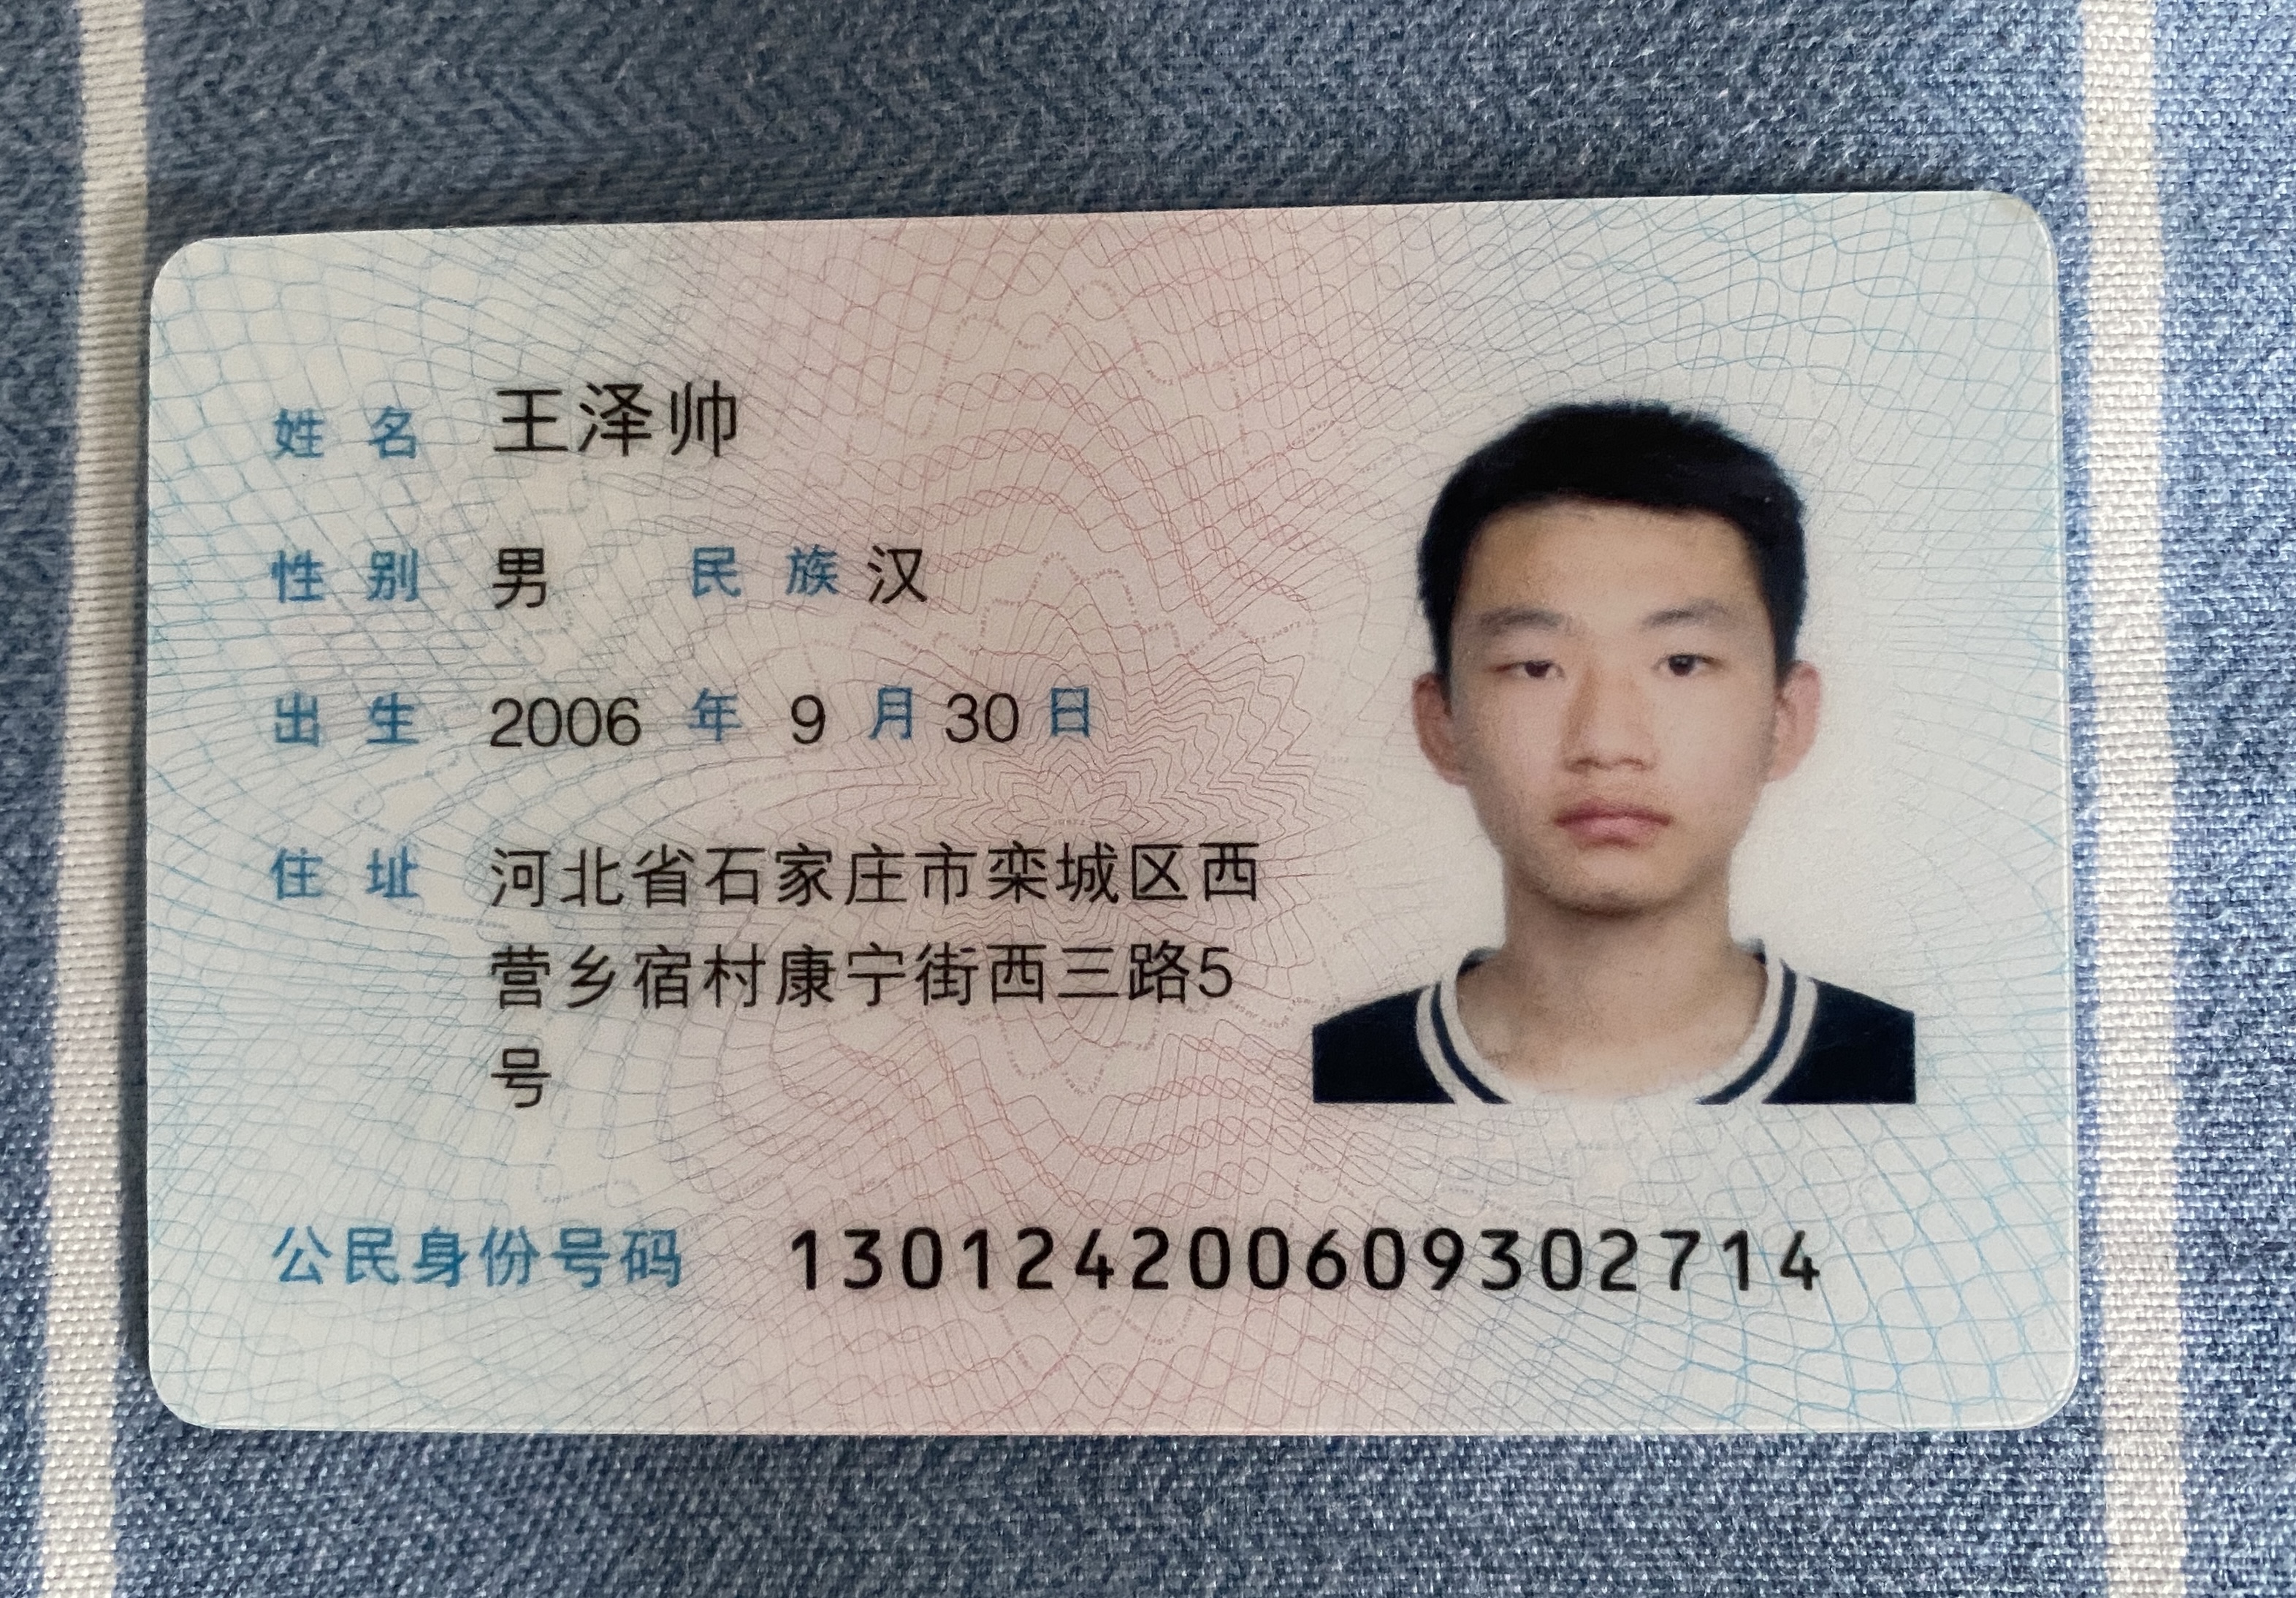 姓名 王泽帅
性别 男 民族 汉
出生 2006 年 9 月 30 日
住址 河北省石家庄市栾城区西
营乡宿村康宁街西三路5
号
公民身份号码 130124200609302714